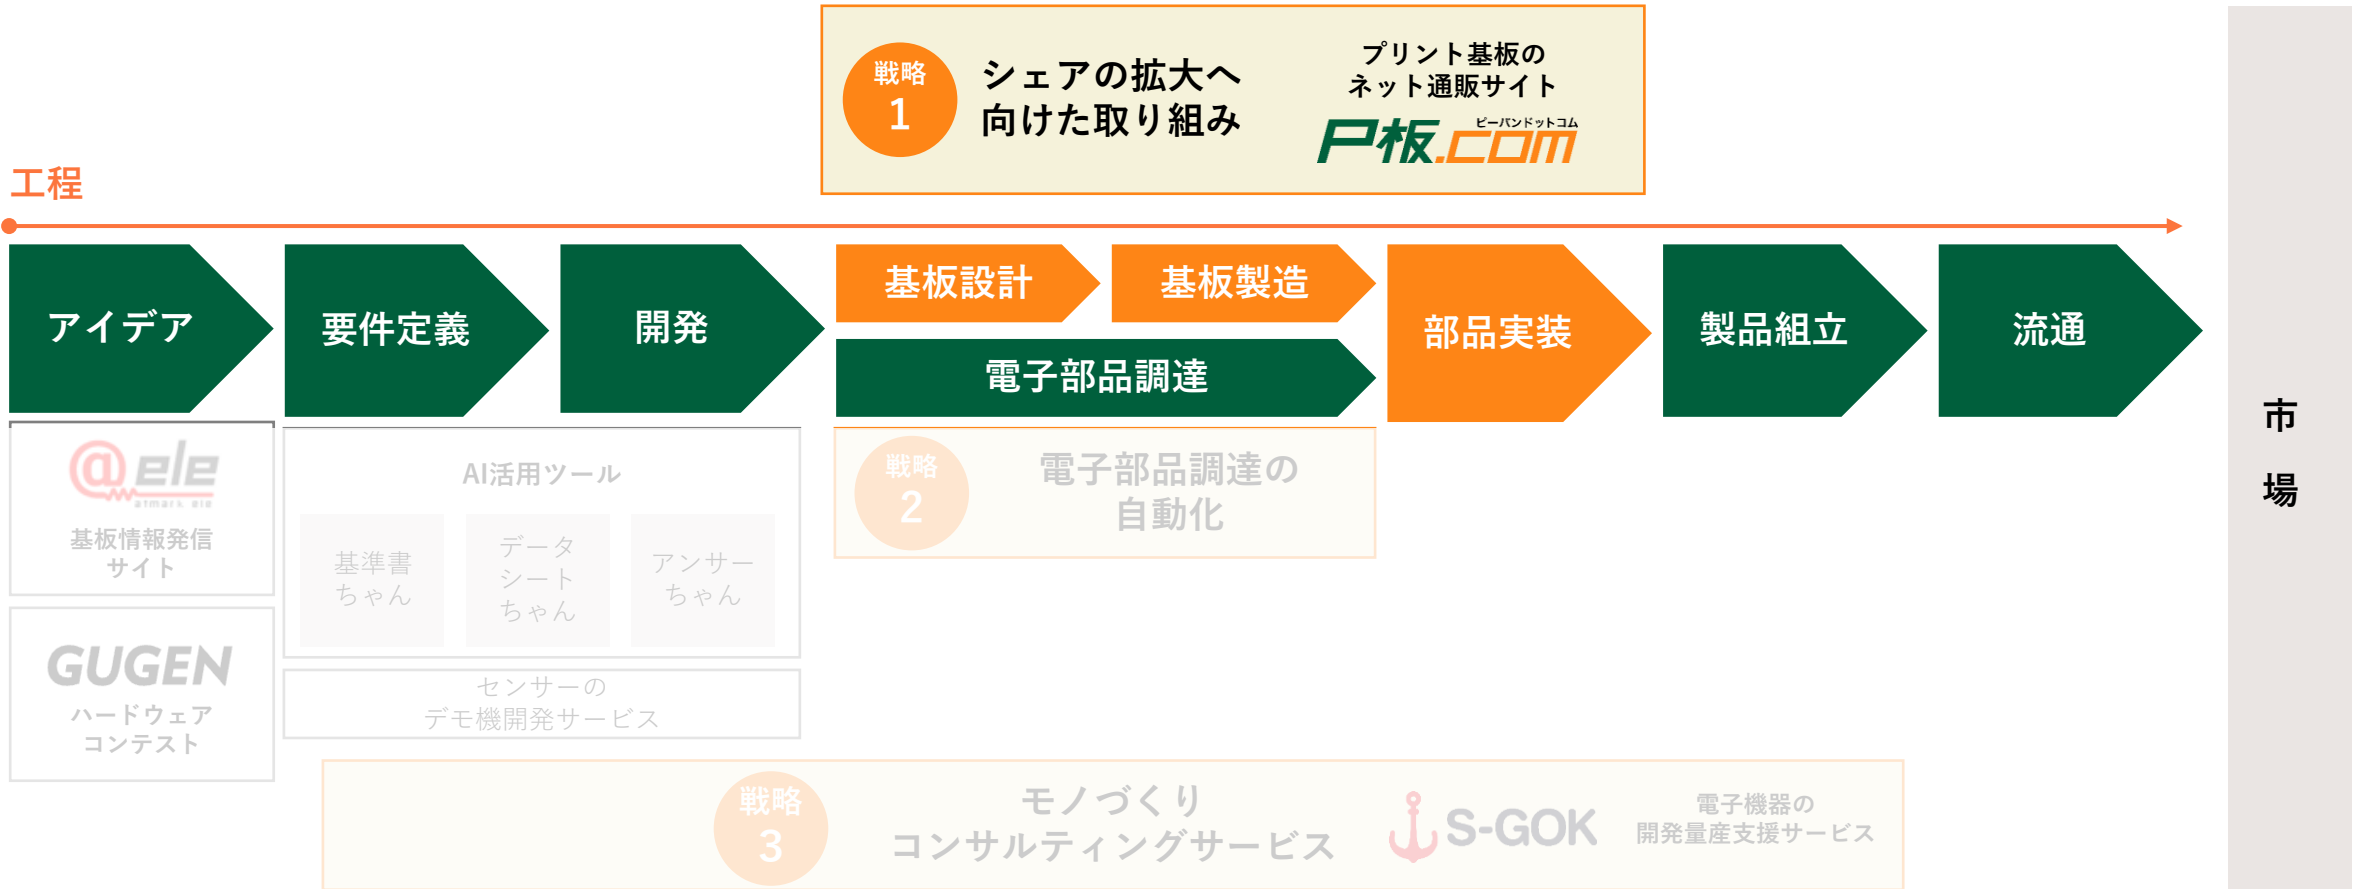 戦略
1
シェアの拡大へ
向けた取り組み
プリント基板の
ネット通販サイト
ピーバンドットコム
P板.com
工程
アイデア
要件定義
開発
基板設計
基板製造
電子部品調達
部品実装
製品組立
流通
市
場
@ele
atmark ele
基板情報発信
サイト
GUGEN
ハードウェア
コンテスト
AI活用ツール
基準書
ちゃん
データ
シート
ちゃん
アンサー
ちゃん
センサーの
デモ機開発サービス
戦略
2
電子部品調達の
自動化
戦略
3
モノづくり
コンサルティングサービス
S-GOK
電子機器の
開発量産支援サービス